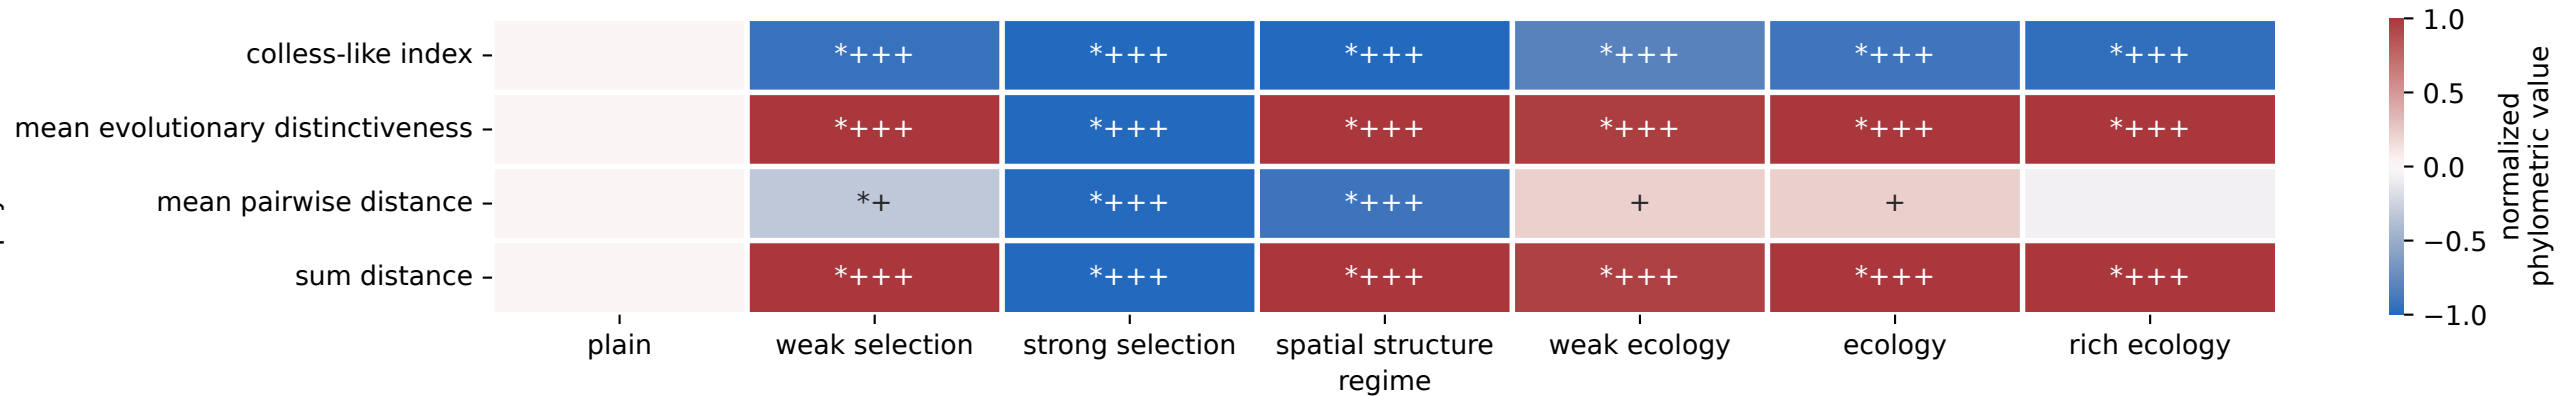 colless-like index *+++ *+++ *+++ *+++ *+++ *+++
mean evolutionary distinctiveness *+++ *+++ *+++ *+++ *+++ *+++
mean pairwise distance *+ *+++ *+++ + +
sum distance *+++ *+++ *+++ *+++ *+++ *+++
plain weak selection strong selection spatial structure weak ecology ecology rich ecology
regime
1.0
0.5
0.0
−0.5
−1.0
normalized
phylometric value